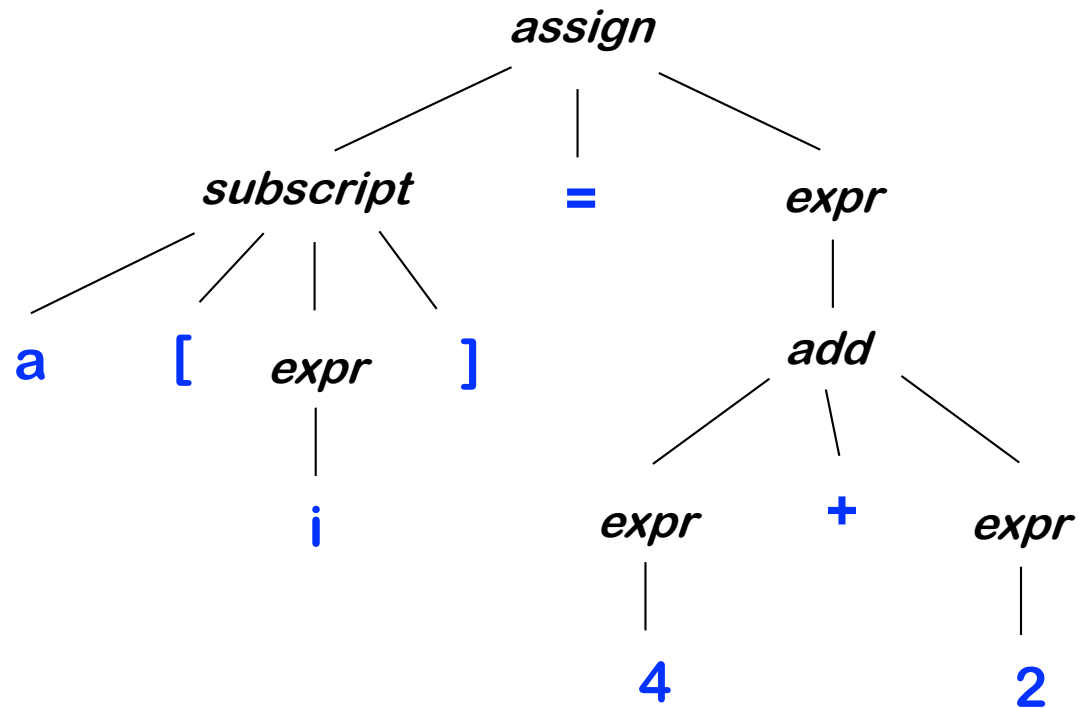 assign
subscript = expr
a [ expr ] add
i expr + expr
4 2